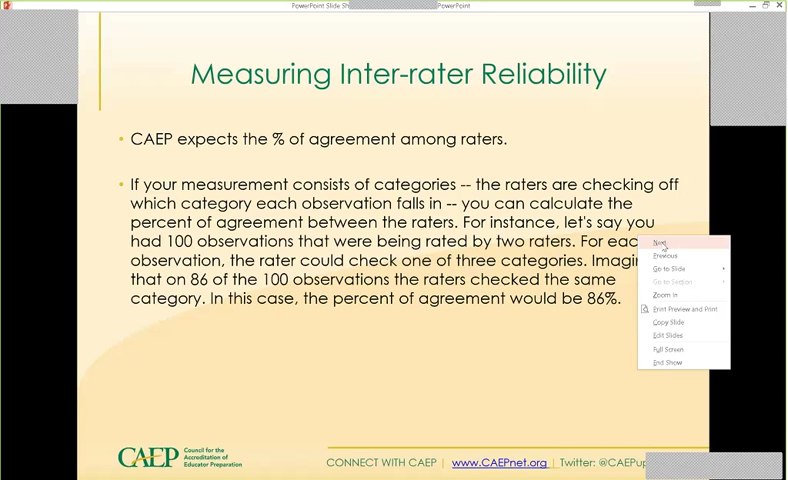 PowerPoint Slide Sh
PowerPoint
Measuring Inter-rater Reliability
• CAEP expects the % of agreement among raters.
• If your measurement consists of categories -- the raters are checking off
which category each observation falls in -- you can calculate the
percent of agreement between the raters. For instance, let's say you
had 100 observations that were being rated by two raters. For eac
observation, the rater could check one of three categories. Imagin
that on 86 of the 100 observations the raters checked the same
category. In this case, the percent of agreement would be 86%.
Next
Previous
Go to Slide
Go to Section
Zoom In
Print Preview and Print
Copy Slide
Edit Slides
Full Screen
End Show
CAEP
Council for the
Accreditation of
Educator Preparation
CONNECT WITH CAEP | www.CAEPnet.org | Twitter: @CAEPup